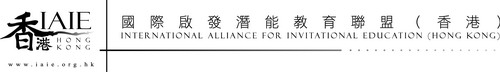 IAIE
香港 HONG KONG
www.iaie.org.hk
國際啟發潛能教育聯盟（香港）
INTERNATIONAL ALLIANCE FOR INVITATIONAL EDUCATION (HONG KONG)